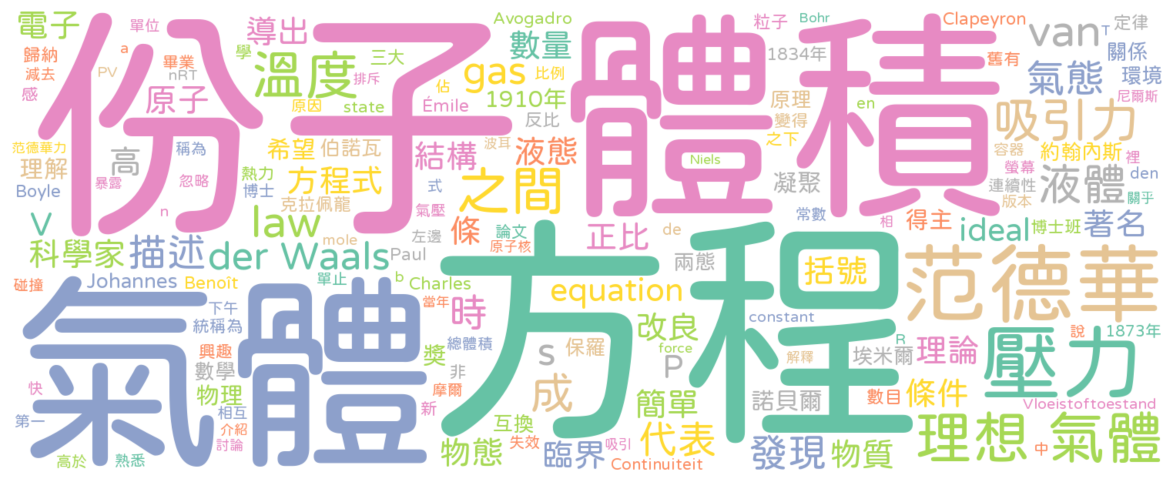 份子
體積
氣體
方程
范德華
壓力
理想
氣體
溫度
之間
吸引力
電子
導出
原子
gas
van
law
der Waals
ideal
equation
描述
科學家
方程式
結構
液態
數量
1910年
Avogadro
粒子
Bohr
Clapeyron
T
定律
1834年
舊有
關係
氣態
環境
尼爾斯
單位
a
學
三大
歸納
畢業
減去
PV
nRT
排斥
感
佔
比例
原因
state
Émile
反比
原理
變得
之下
en
范德華力
理解
稱為
高
希望
伯諾瓦
波耳
Niels
容器
約翰內斯
螢幕
裡
Boyle
暴露
忽略
熱力
博士
式
凝聚
連續性
版本
液體
den
關乎
克拉佩龍
n
氣壓
V
條
正比
常數
相
得主
博士班
著名
mole
左邊
論文
原子核
de
兩態
括號
Paul
碰撞
Johannes
Benoît
單止
b
Charles
當年
時
改良
constant
下午
統稱為
總體積
獎
s
保羅
P
force
R
說
1873年
興趣
數學
非
成
埃米爾
理論
解釋
快
物理
摩爾
新
簡單
諾貝爾
數目
條件
Vloeistoftoestand
第一
相互
介紹
討論
互換
失效
吸引
代表
高於
熟悉
物態
臨界
Continuiteit
發現
物質
中